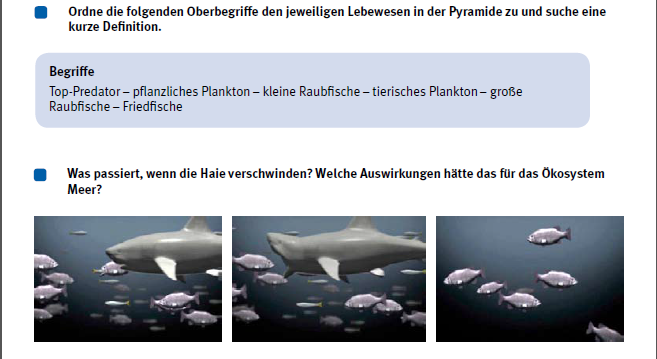 Ordne die folgenden Oberbegriffe den jeweiligen Lebewesen in der Pyramide zu und suche eine
kurze Definition.
Begriffe
Top-Predator – pflanzliches Plankton – kleine Raubfische – tierisches Plankton – große
Raubfische – Friedfische
Was passiert, wenn die Haie verschwinden? Welche Auswirkungen hätte das für das Ökosystem
Meer?